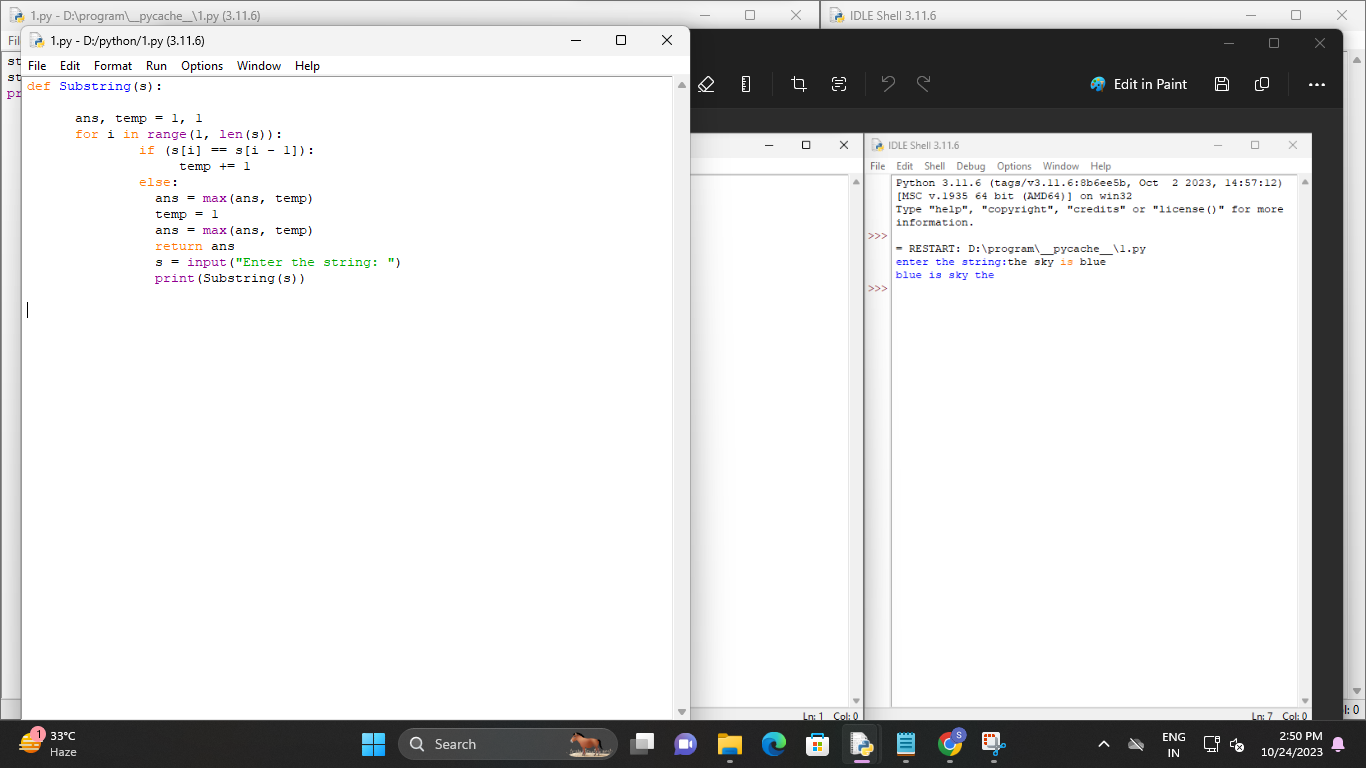 1.py - D:\program\__pycache__\1.py (3.11.6)
IDLE Shell 3.11.6
1.py - D:/python/1.py (3.11.6)
File Edit Format Run Options Window Help
def Substring(s):
ans, temp = 1, 1
for i in range(1, len(s)):
if (s[i] == s[i - 1]):
temp += 1
else:
ans = max(ans, temp)
temp = 1
ans = max(ans, temp)
return ans
s = input("Enter the string: ")
print(Substring(s))
Edit in Paint
IDLE Shell 3.11.6
File Edit Shell Debug Options Window Help
Python 3.11.6 (tags/v3.11.6:8b6ee5b, Oct  2 2023, 14:57:12)
[MSC v.1935 64 bit (AMD64)] on win32
Type "help", "copyright", "credits" or "license()" for more
information.
>>>
= RESTART: D:\program\__pycache__\1.py
enter the string:the sky is blue
blue is sky the
>>>
Ln: 1 Col: 0
Ln: 7 Col: 0
1
33°C
Haze
Search
S
ENG
IN
2:50 PM
10/24/2023